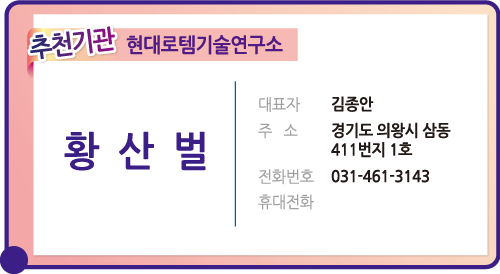 추천기관 현대로템기술연구소
황산벌
대표자 김종안
주 소 경기도 의왕시 삼동
411번지 1호
전화번호 031-461-3143
휴대전화